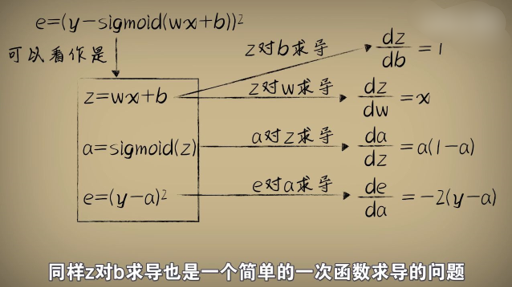 e=(y-sigmoid(wx+b))²
可以看作是
z对b求导
dz/db = 1
z=wx+b
z对w求导
dz/dw = x
a=sigmoid(z)
a对z求导
da/dz = a(1-a)
e=(y-a)²
e对a求导
de/da = -2(y-a)
同样z对b求导也是一个简单的一次函数求导的问题